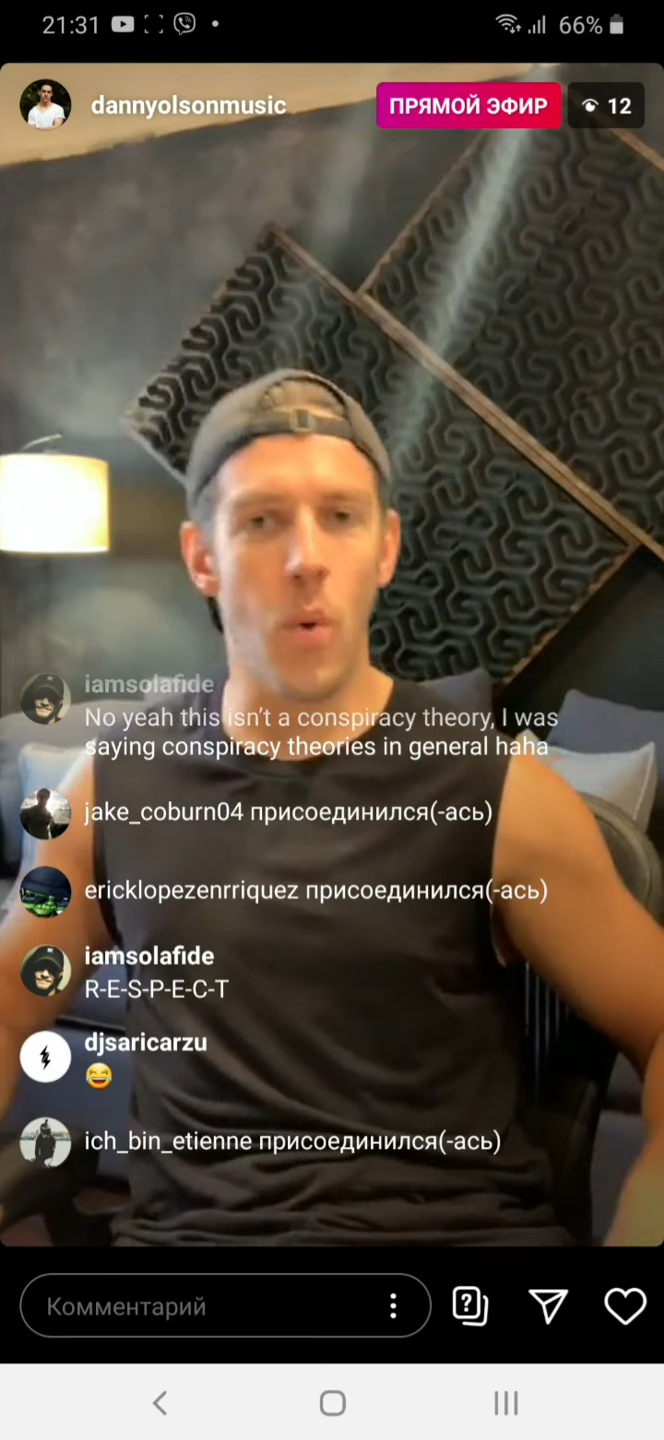 21:31
66%
dannyolsonmusic
ПРЯМОЙ ЭФИР
12
iamsolafide
No yeah this isn't a conspiracy theory, I was
saying conspiracy theories in general haha
jake_coburn04 присоединился(-ась)
ericklopezenrriquez присоединился(-ась)
iamsolafide
R-E-S-P-E-C-T
djsaricarzu
😂
ich_bin_etienne присоединился(-ась)
Комментарий